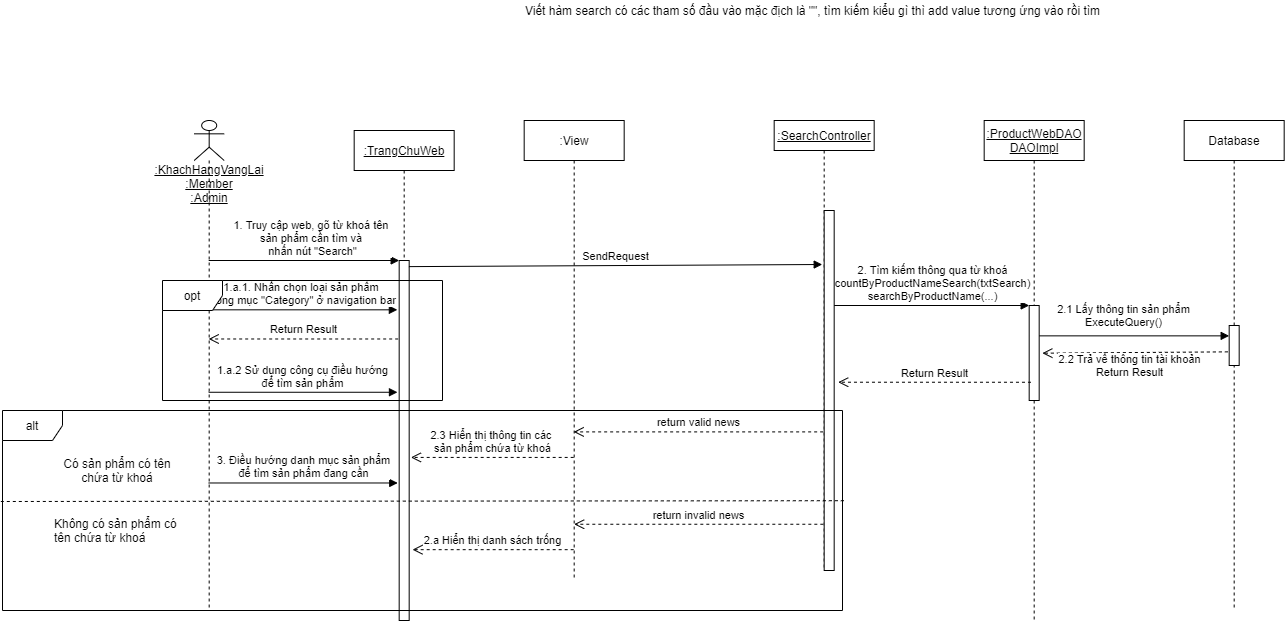 Viết hàm search có các tham số đầu vào mặc địch là "", tìm kiếm kiểu gì thì add value tương ứng vào rồi tìm
:KhachHangVangLai
:Member
:Admin
:TrangChuWeb
:View
:SearchController
:ProductWebDAO
DAOImpl
Database
1. Truy cập web, gõ từ khoá tên
sản phẩm cần tìm và
nhấn nút "Search"
SendRequest
2. Tìm kiếm thông qua từ khoá
countByProductNameSearch(txtSearch)
searchByProductName(...)
opt
1.a.1. Nhấn chọn loại sản phẩm
mục "Category" ở navigation bar
Return Result
1.a.2 Sử dụng công cụ điều hướng
để tìm sản phẩm
2.1 Lấy thông tin sản phẩm
ExecuteQuery()
2.2 Trả về thông tin tài khoản
Return Result
Return Result
alt
return valid news
2.3 Hiển thị thông tin các
sản phẩm chứa từ khoá
Có sản phẩm có tên
chứa từ khoá
3. Điều hướng danh mục sản phẩm
để tìm sản phẩm đang cần
Không có sản phẩm có
tên chứa từ khoá
return invalid news
2.a Hiển thị danh sách trống